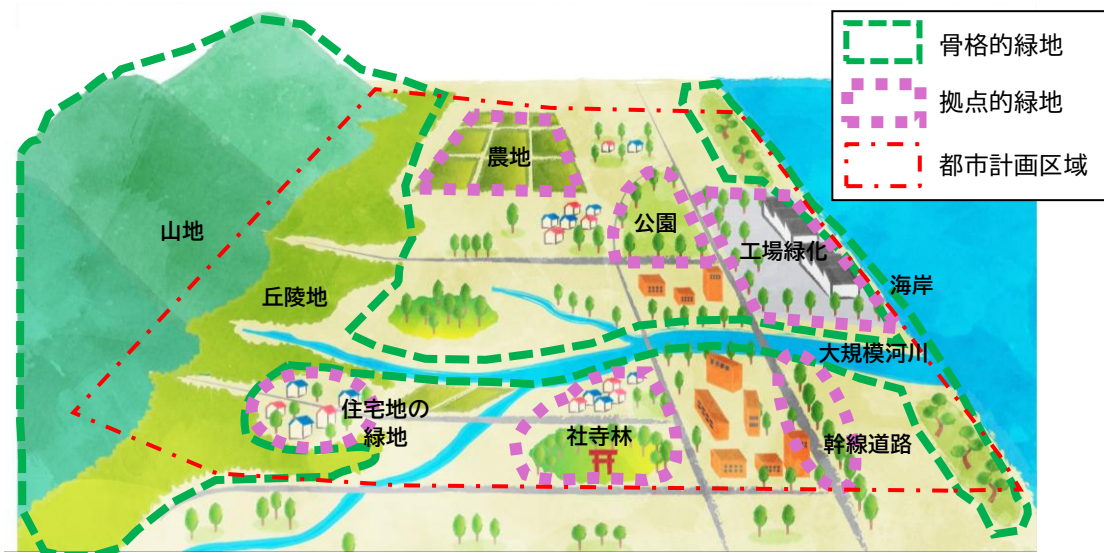 骨格的緑地
拠点的緑地
都市計画区域
農地
山地
公園
工場緑化
丘陵地
海岸
大規模河川
住宅地の
緑地
社寺林
幹線道路